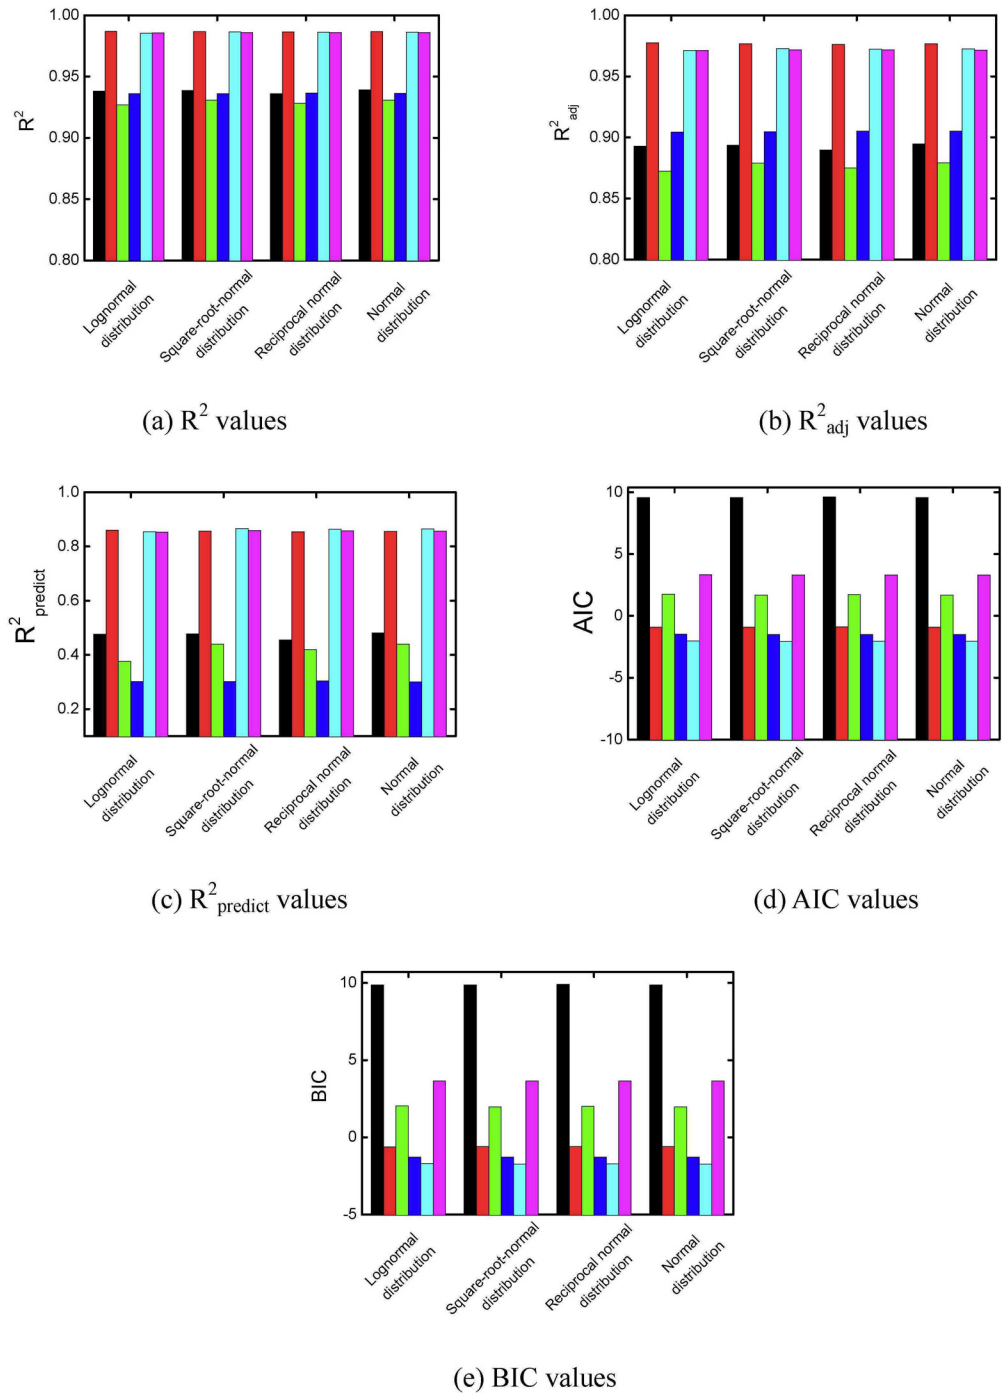 1.00
0.95
0.90
0.85
0.80
R²
Lognormal
distribution
Square-root-normal
distribution
Reciprocal normal
distribution
Normal
distribution
(a) R² values
1.00
0.95
0.90
0.85
0.80
R²adj
Lognormal
distribution
Square-root-normal
distribution
Reciprocal normal
distribution
Normal
distribution
(b) R²adj values
1.0
0.8
0.6
0.4
0.2
R²predict
Lognormal
distribution
Square-root-normal
distribution
Reciprocal normal
distribution
Normal
distribution
(c) R²predict values
10
5
0
-5
-10
AIC
Lognormal
distribution
Square-root-normal
distribution
Reciprocal normal
distribution
Normal
distribution
(d) AIC values
10
5
0
-5
BIC
Lognormal
distribution
Square-root-normal
distribution
Reciprocal normal
distribution
Normal
distribution
(e) BIC values